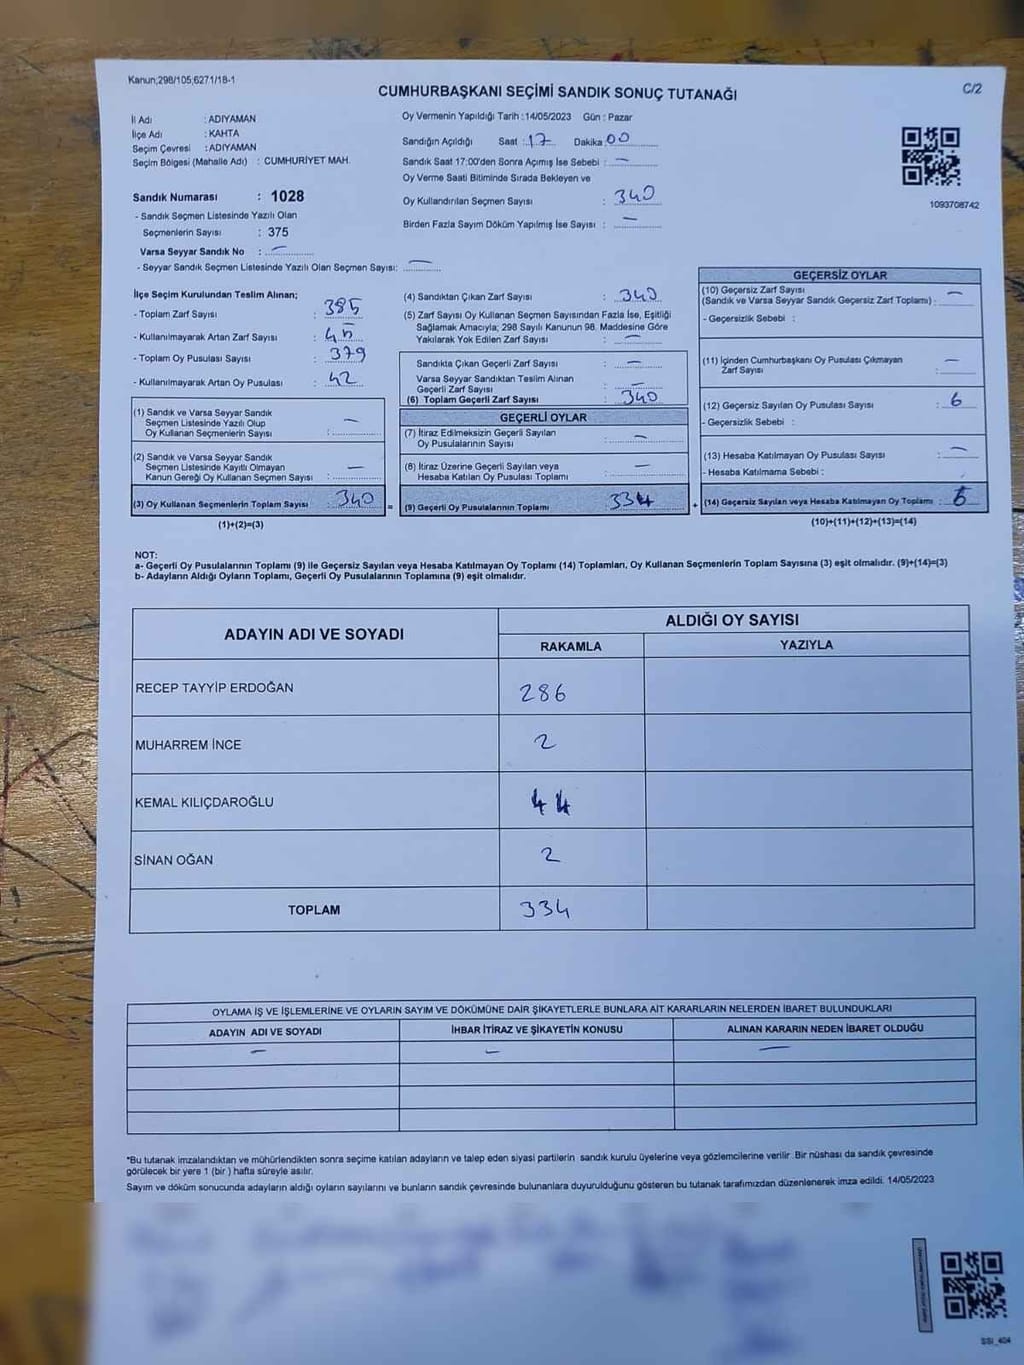 Kanun;298/105;6271/18-1
C/2
CUMHURBAŞKANI SEÇİMİ SANDIK SONUÇ TUTANAĞI
İl Adı : ADIYAMAN
İlçe Adı : KAHTA
Seçim Çevresi : ADIYAMAN
Seçim Bölgesi (Mahalle Adı) : CUMHURİYET MAH.
Sandık Numarası : 1028
- Sandık Seçmen Listesinde Yazılı Olan
Seçmenlerin Sayısı : 375
Varsa Seyyar Sandık No : —
- Seyyar Sandık Seçmen Listesinde Yazılı Olan Seçmen Sayısı: —
Oy Vermenin Yapıldığı Tarih : 14/05/2023 Gün : Pazar
Sandığın Açıldığı Saat : 17 Dakika 00
Sandık Saat 17:00'den Sonra Açımış İse Sebebi : —
Oy Verme Saati Bitiminde Sırada Bekleyen ve
Oy Kullandırılan Seçmen Sayısı : 340
Birden Fazla Sayım Döküm Yapılmış İse Sayısı : —
1093708742
İlçe Seçim Kurulundan Teslim Alınan;
- Toplam Zarf Sayısı : 385
- Kullanılmayarak Artan Zarf Sayısı : 45
- Toplam Oy Pusulası Sayısı : 379
- Kullanılmayarak Artan Oy Pusulası : 42
(1) Sandık ve Varsa Seyyar Sandık
Seçmen Listesinde Yazılı Olup
Oy Kullanan Seçmenlerin Sayısı : —
(2) Sandık ve Varsa Seyyar Sandık
Seçmen Listesinde Kayıtlı Olmayan
Kanun Gereği Oy Kullanan Seçmen Sayısı : —
(3) Oy Kullanan Seçmenlerin Toplam Sayısı : 340
(1)+(2)=(3)
=
(4) Sandıktan Çıkan Zarf Sayısı : 340
(5) Zarf Sayısı Oy Kullanan Seçmen Sayısından Fazla İse, Eşitliği
Sağlamak Amacıyla; 298 Sayılı Kanunun 98. Maddesine Göre
Yakılarak Yok Edilen Zarf Sayısı : —
Sandıkta Çıkan Geçerli Zarf Sayısı : —
Varsa Seyyar Sandıktan Teslim Alınan
Geçerli Zarf Sayısı : —
(6) Toplam Geçerli Zarf Sayısı : 340
GEÇERLİ OYLAR
(7) İtiraz Edilmeksizin Geçerli Sayılan
Oy Pusulalarının Sayısı : —
(8) İtiraz Üzerine Geçerli Sayılan veya
Hesaba Katılan Oy Pusulası Toplamı : —
(9) Geçerli Oy Pusulalarının Toplamı : 334
+
GEÇERSİZ OYLAR
(10) Geçersiz Zarf Sayısı
(Sandık ve Varsa Seyyar Sandık Geçersiz Zarf Toplamı) : —
- Geçersizlik Sebebi :
(11) İçinden Cumhurbaşkanı Oy Pusulası Çıkmayan
Zarf Sayısı : —
(12) Geçersiz Sayılan Oy Pusulası Sayısı : 6
- Geçersizlik Sebebi :
(13) Hesaba Katılmayan Oy Pusulası Sayısı : —
- Hesaba Katılmama Sebebi :
(14) Geçersiz Sayılan veya Hesaba Katılmayan Oy Toplamı :
(10)+(11)+(12)+(13)=(14)
NOT:
a- Geçerli Oy Pusulalarının Toplamı (9) ile Geçersiz Sayılan veya Hesaba Katılmayan Oy Toplamı (14) Toplamları, Oy Kullanan Seçmenlerin Toplam Sayısına (3) eşit olmalıdır. (9)+(14)=(3)
b- Adayların Aldığı Oyların Toplamı, Geçerli Oy Pusulalarının Toplamına (9) eşit olmalıdır.
ADAYIN ADI VE SOYADI
ALDIĞI OY SAYISI
RAKAMLA YAZIYLA
RECEP TAYYİP ERDOĞAN 286
MUHARREM İNCE 2
KEMAL KILIÇDAROĞLU 44
SİNAN OĞAN 2
TOPLAM 334
OYLAMA İŞ VE İŞLEMLERİNE VE OYLARIN SAYIM VE DÖKÜMÜNE DAİR ŞİKAYETLERLE BUNLARA AİT KARARLARIN NELERDEN İBARET BULUNDUKLARI
ADAYIN ADI VE SOYADI İHBAR İTİRAZ VE ŞİKAYETİN KONUSU ALINAN KARARIN NEDEN İBARET OLDUĞU
— — —
*Bu tutanak imzalandıktan ve mühürlendikten sonra seçime katılan adayların ve talep eden siyasi partilerin sandık kurulu üyelerine veya gözlemcilerine verilir. Bir nüshası da sandık çevresinde
görülecek bir yere 1 (bir) hafta süreyle asılır.
Sayım ve döküm sonucunda adayların aldığı oyların sayılarını ve bunların sandık çevresinde bulunanlara duyurulduğunu gösteren bu tutanak tarafımızdan düzenlenerek imza edildi. 14/05/2023
SSI_404